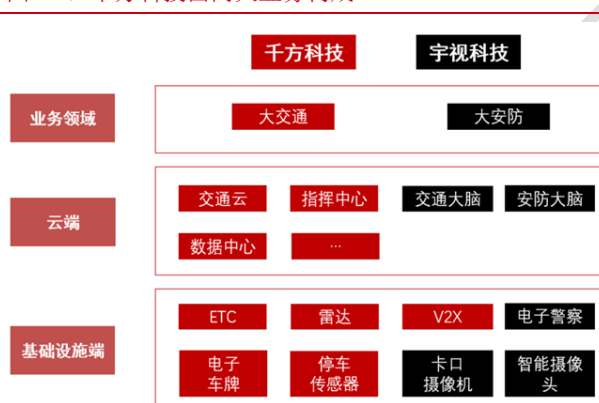 千方科技 宇视科技
业务领域 大交通 大安防
云端
交通云 指挥中心 交通大脑 安防大脑
数据中心 …
基础设施端
ETC 雷达 V2X 电子警察
电子 停车 卡口 智能摄像
车牌 传感器 摄像机 头